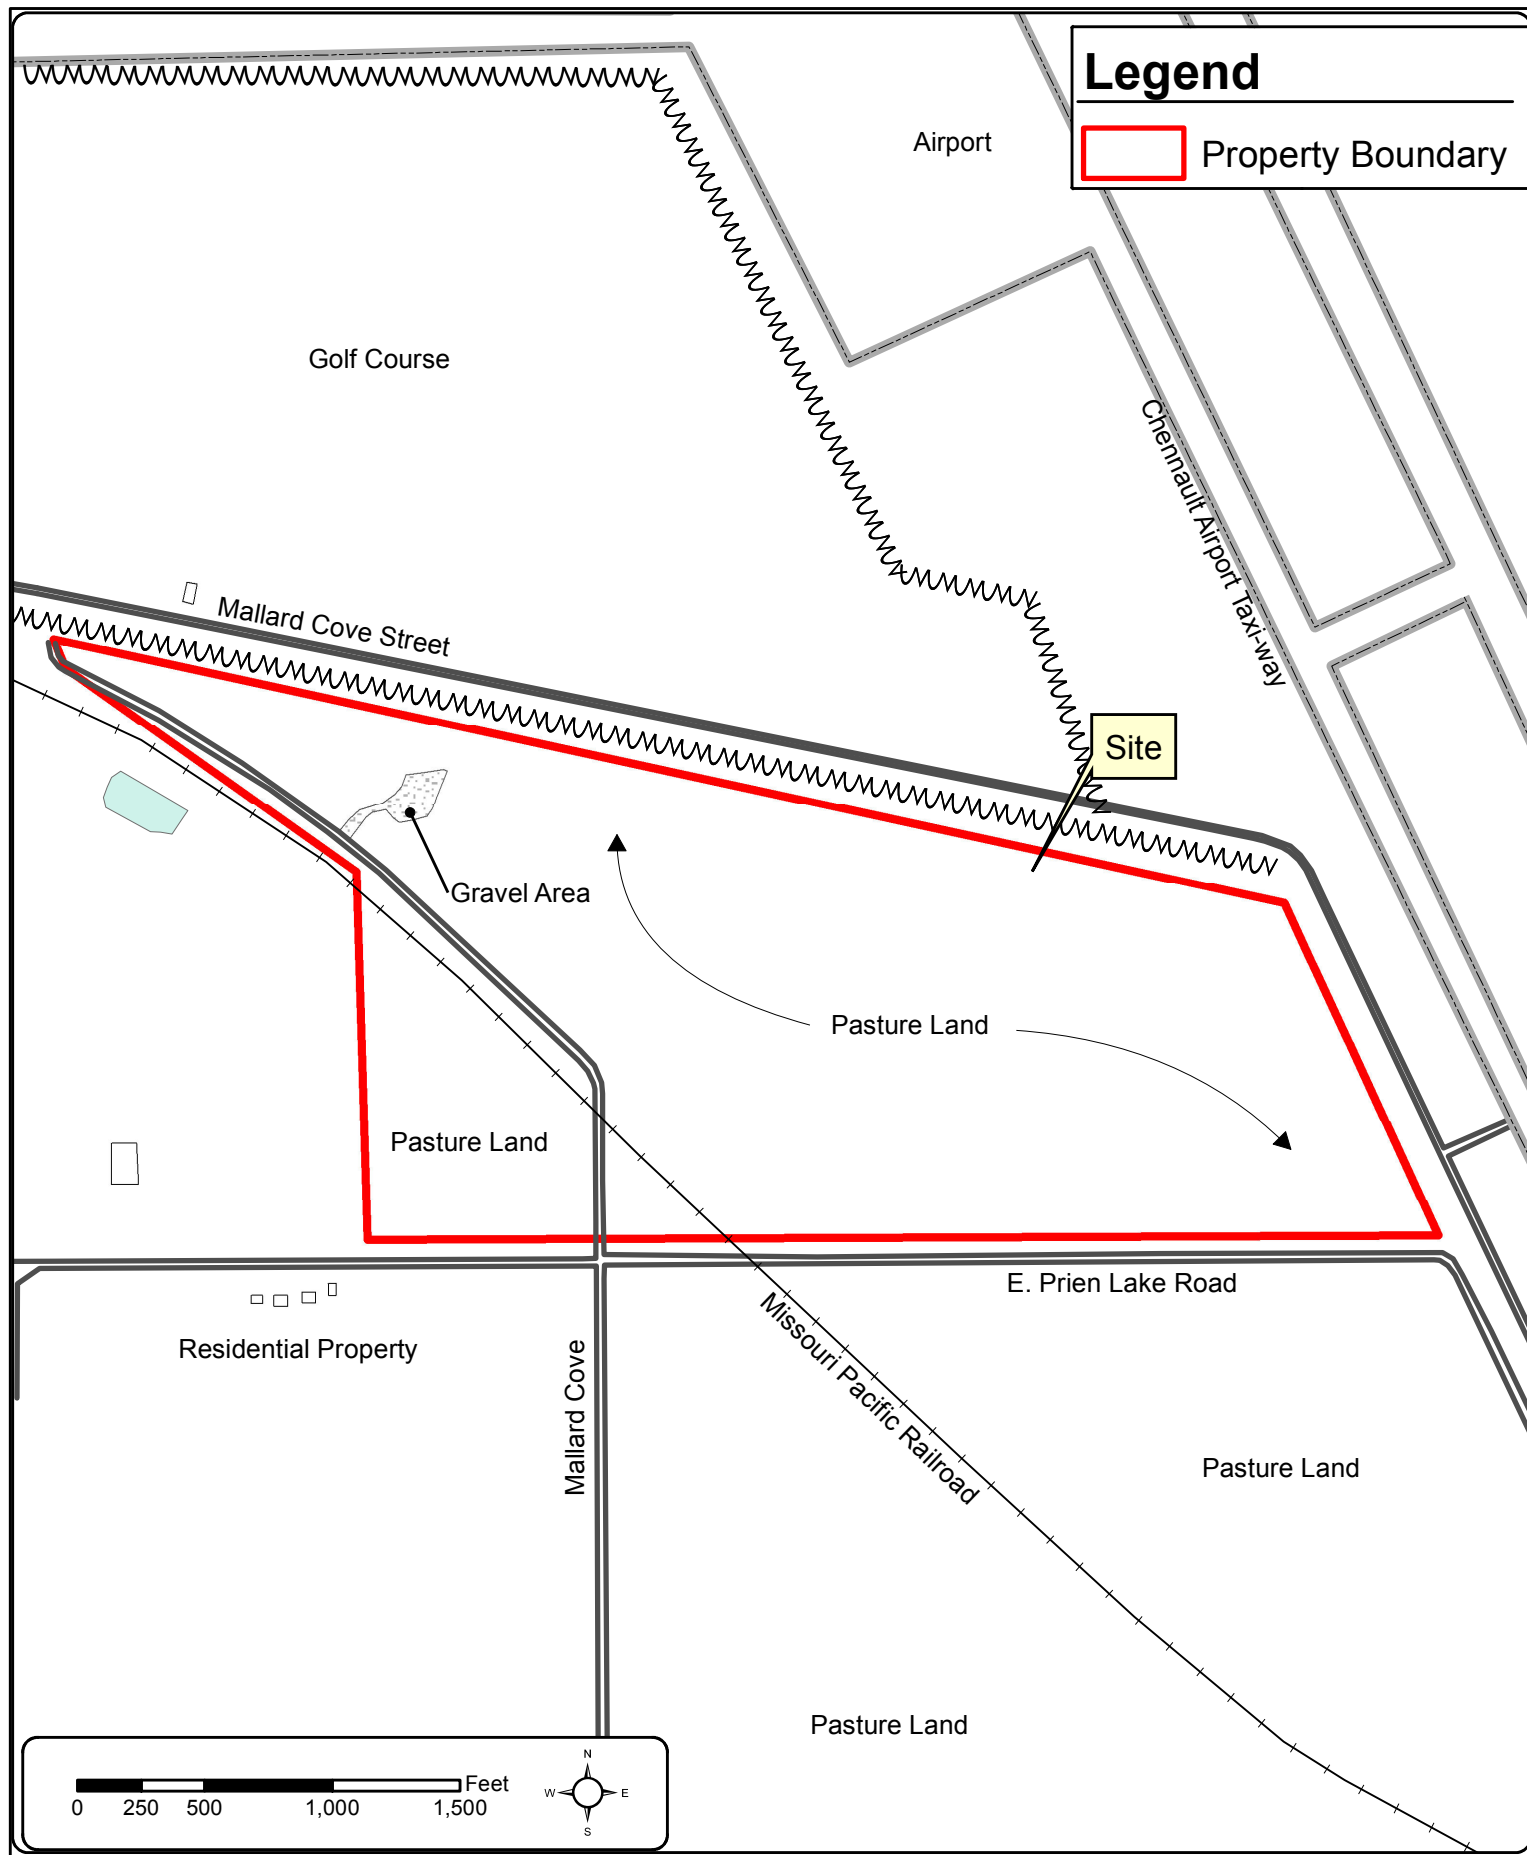 Legend
Property Boundary
Airport
Golf Course
Chennault Airport Taxi-way
Mallard Cove Street
Site
Gravel Area
Pasture Land
Pasture Land
E. Prien Lake Road
Missouri Pacific Railroad
Residential Property
Mallard Cove
Pasture Land
Pasture Land
Feet
0 250 500 1,000 1,500
N
W E
S